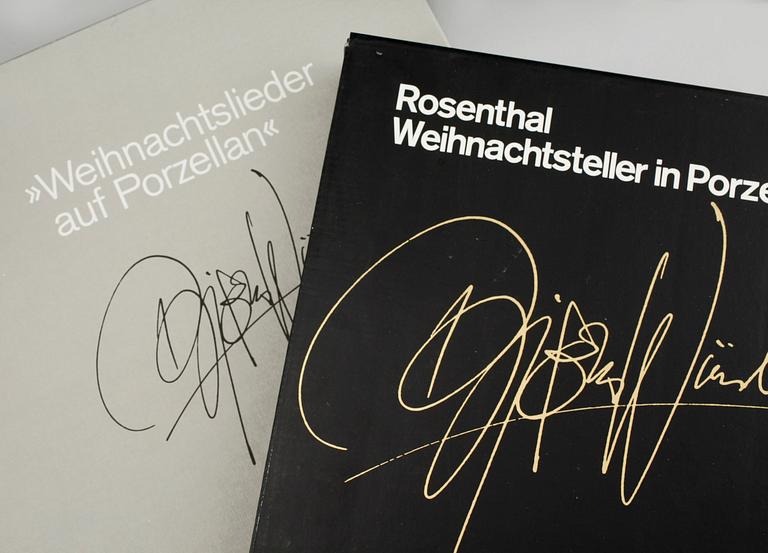 »Weihnachtslieder
auf Porzellan«
Rosenthal
Weihnachtsteller in Porze